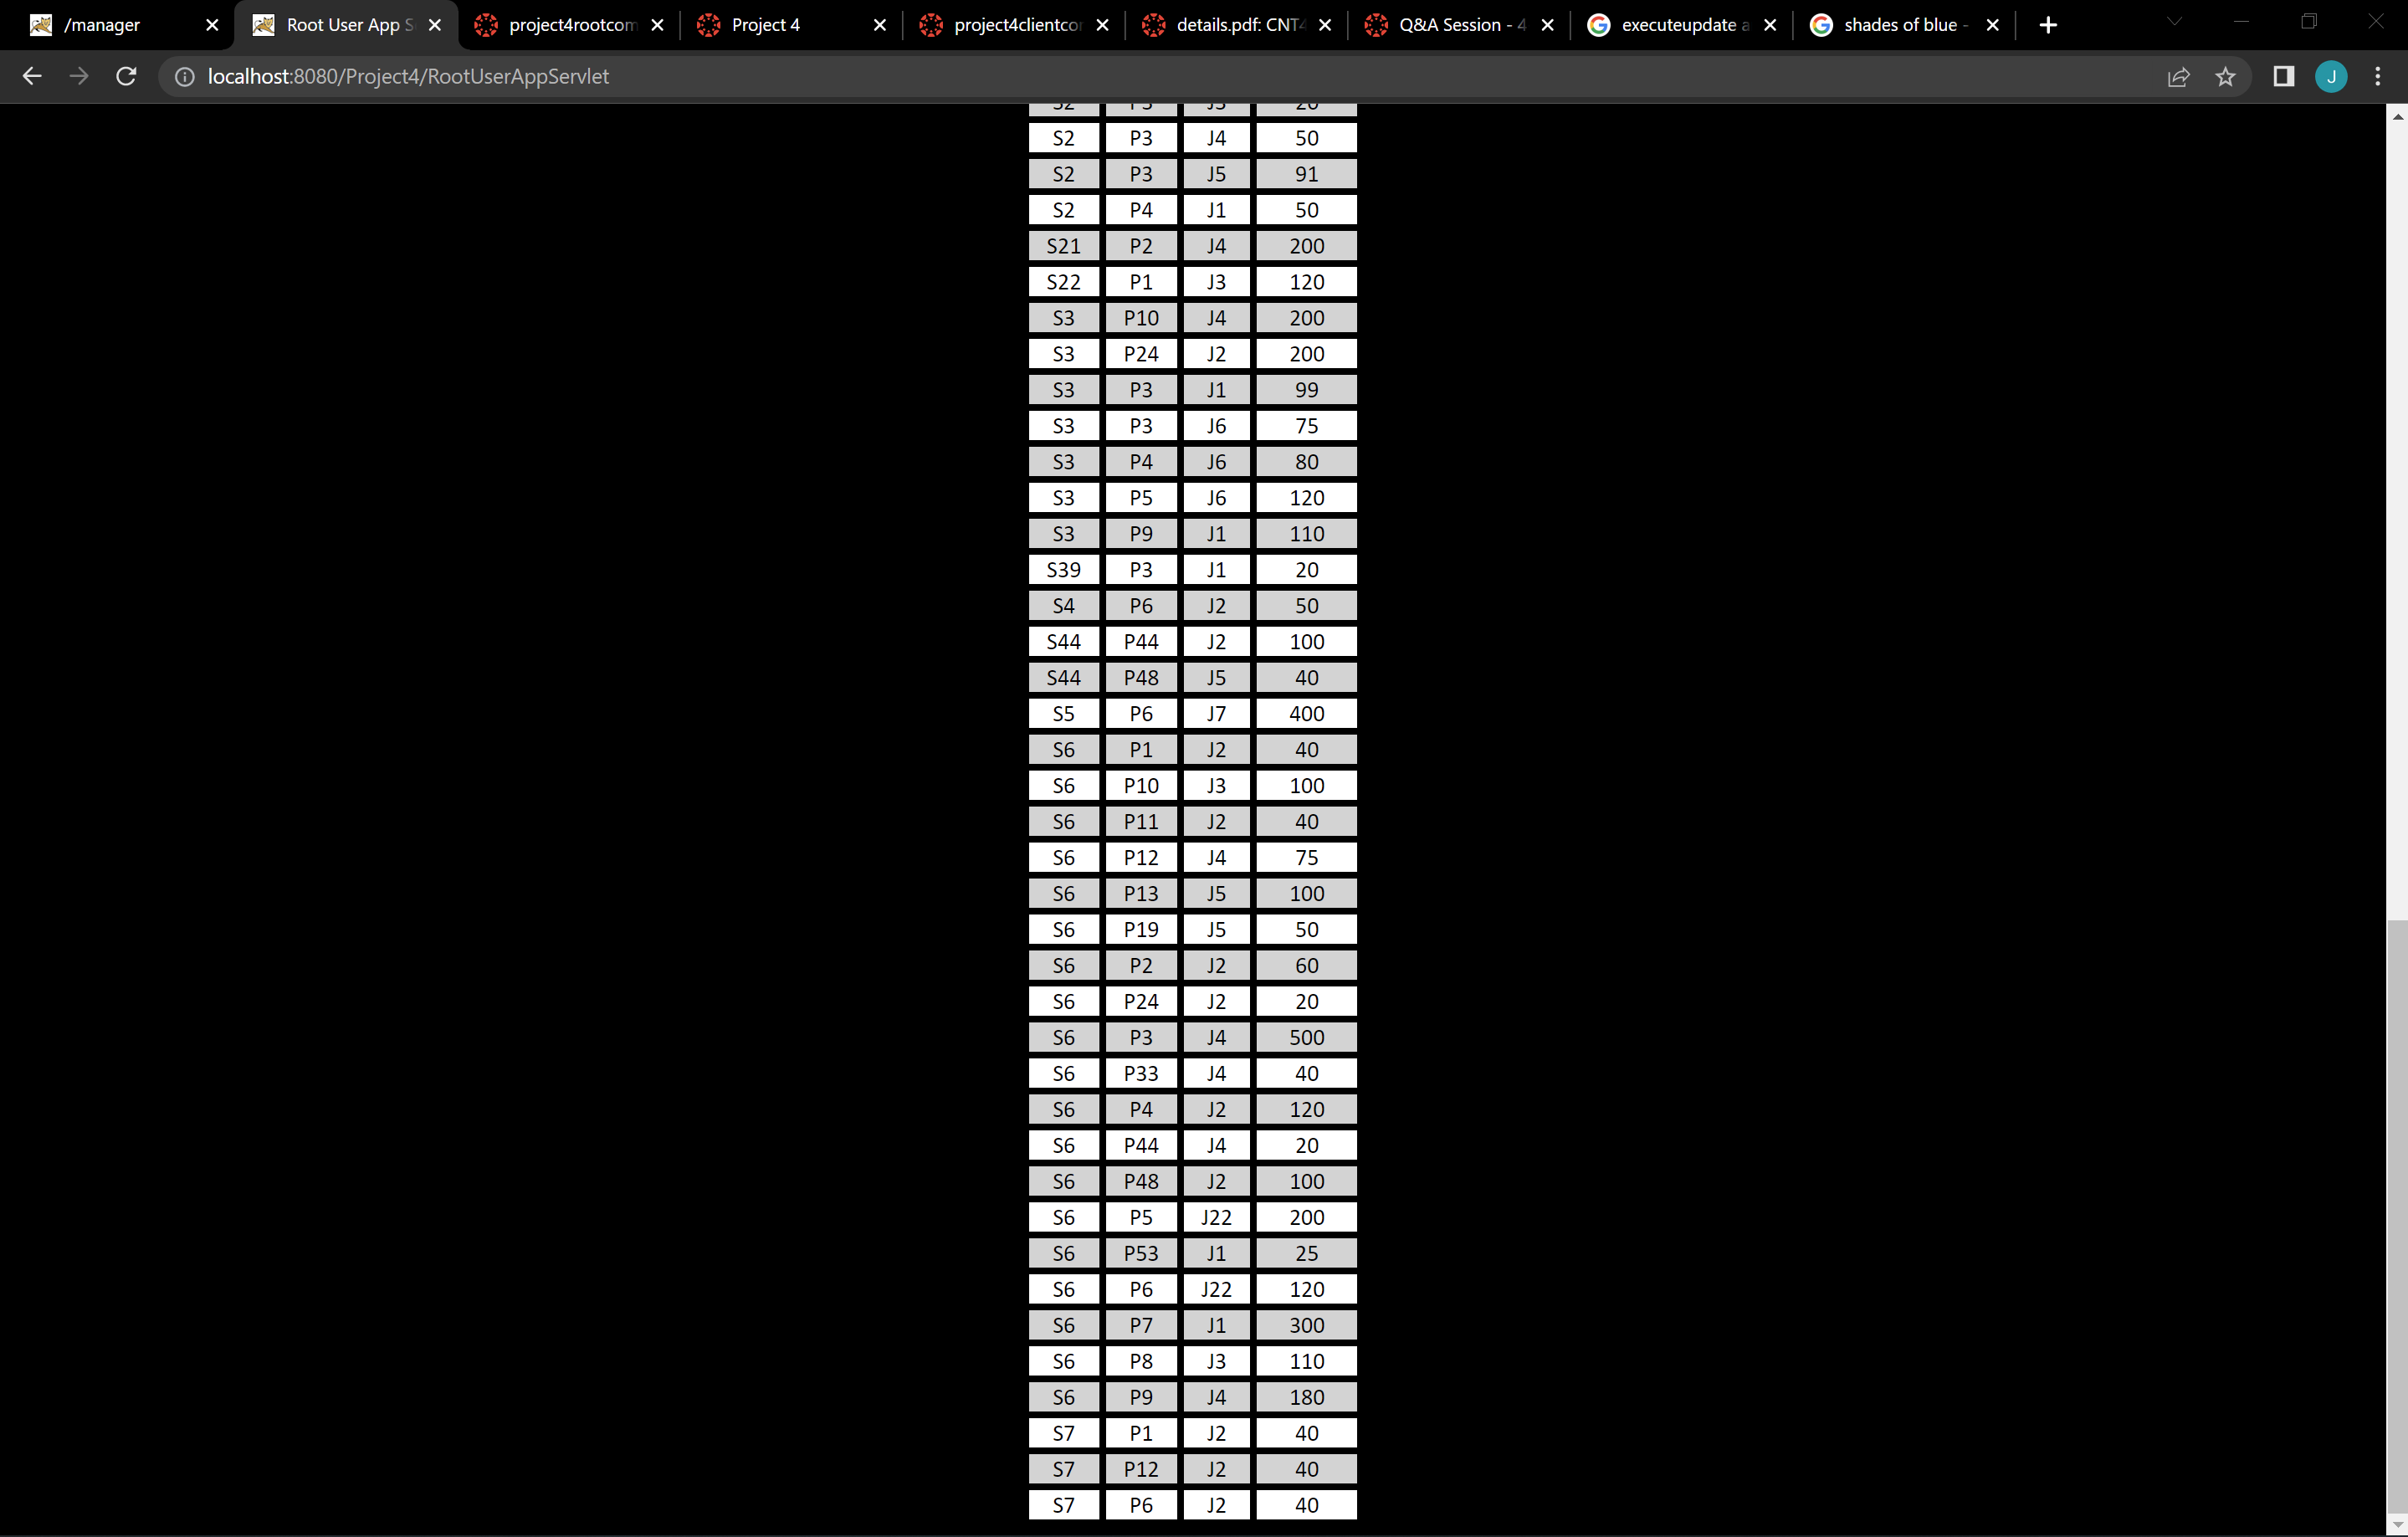 /manager Root User App S project4rootcom Project 4 project4clientcor details.pdf: CNT4 Q&A Session - 4 executeupdate a shades of blue -
localhost:8080/Project4/RootUserAppServlet J
S2 P3 J4 50
S2 P3 J5 91
S2 P4 J1 50
S21 P2 J4 200
S22 P1 J3 120
S3 P10 J4 200
S3 P24 J2 200
S3 P3 J1 99
S3 P3 J6 75
S3 P4 J6 80
S3 P5 J6 120
S3 P9 J1 110
S39 P3 J1 20
S4 P6 J2 50
S44 P44 J2 100
S44 P48 J5 40
S5 P6 J7 400
S6 P1 J2 40
S6 P10 J3 100
S6 P11 J2 40
S6 P12 J4 75
S6 P13 J5 100
S6 P19 J5 50
S6 P2 J2 60
S6 P24 J2 20
S6 P3 J4 500
S6 P33 J4 40
S6 P4 J2 120
S6 P44 J4 20
S6 P48 J2 100
S6 P5 J22 200
S6 P53 J1 25
S6 P6 J22 120
S6 P7 J1 300
S6 P8 J3 110
S6 P9 J4 180
S7 P1 J2 40
S7 P12 J2 40
S7 P6 J2 40